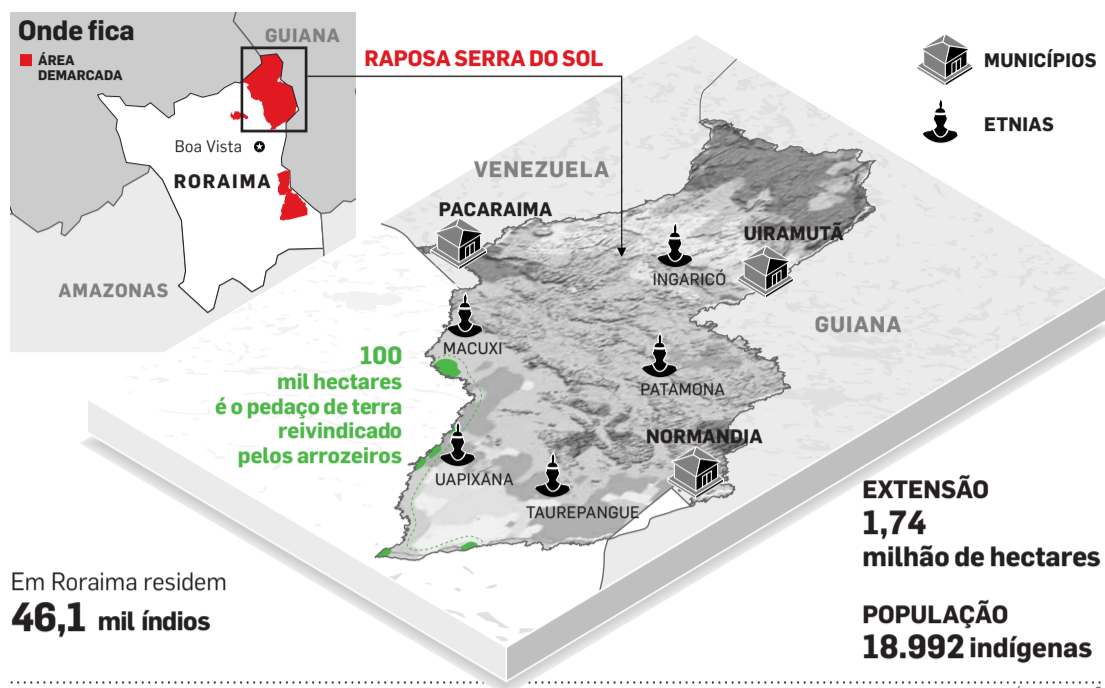 Onde fica
ÁREA
DEMARCADA
GUIANA
Boa Vista
RORAIMA
AMAZONAS
RAPOSA SERRA DO SOL
MUNICÍPIOS
ETNIAS
VENEZUELA
PACARAIMA
UIRAMUTÃ
INGARICÓ
GUIANA
MACUXI
PATAMONA
100
mil hectares
é o pedaço de terra
reivindicado
pelos arrozeiros
NORMANDIA
UAPIXANA
TAUREPANGUE
EXTENSÃO
1,74
milhão de hectares
Em Roraima residem
46,1 mil índios
POPULAÇÃO
18.992 indígenas